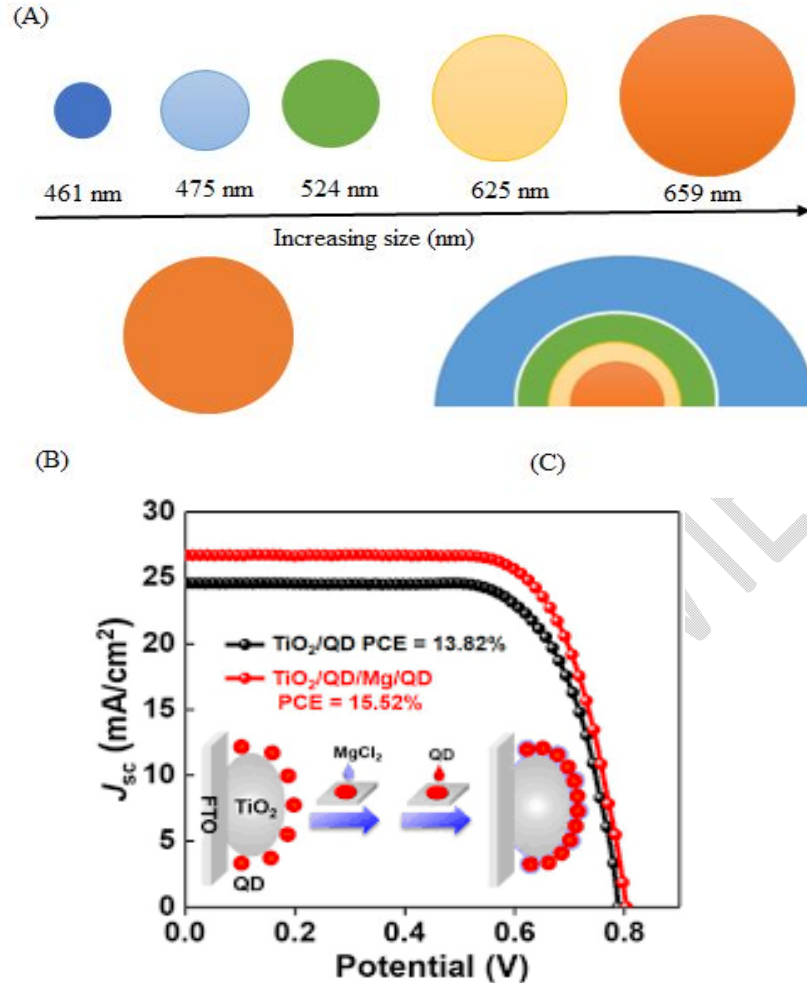 (A)
461 nm
475 nm
524 nm
625 nm
659 nm
Increasing size (nm)
(B)
(C)
30
25
20
15
10
5
0
J_sc (mA/cm²)
TiO₂/QD PCE = 13.82%
TiO₂/QD/Mg/QD
PCE = 15.52%
FTO
TiO₂
QD
MgCl₂
QD
0.0
0.2
0.4
0.6
0.8
Potential (V)